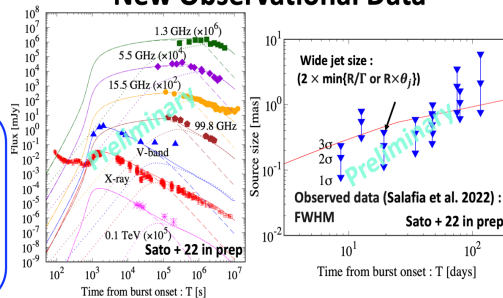 New Observational Data
10^8
10^7
10^6
10^5
10^4
10^3
10^2
10^1
10^0
10^-1
10^-2
10^-3
10^-4
10^-5
10^-6
10^-7
10^-8
10^-9
Flux [mJy]
1.3 GHz (×10^6)
5.5 GHz (×10^4)
15.5 GHz (×10^2)
99.8 GHz
V-band
X-ray
0.1 TeV (×10^5)
Preliminary
Sato + 22 in prep
10^2 10^3 10^4 10^5 10^6 10^7
Time from burst onset : T [s]
10^1
10^0
10^-1
10^-2
Source size [mas]
Wide jet size :
(2 × min{R/Γ or R×θj})
3σ
2σ
1σ
Preliminary
Observed data (Salafia et al. 2022) :
FWHM
Sato + 22 in prep
10^1 10^2
Time from burst onset : T [days]